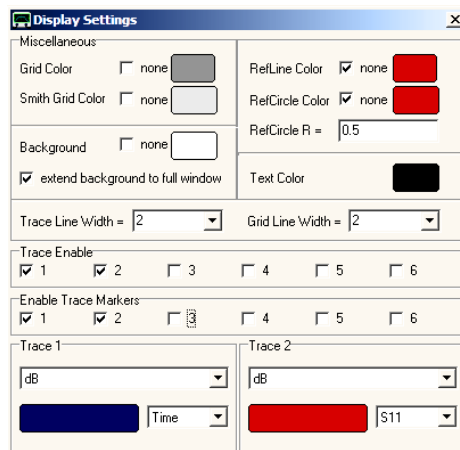 Display Settings
Miscellaneous
Grid Color none
Smith Grid Color none
Background none
extend background to full window
RefLine Color none
RefCircle Color none
RefCircle R = 0.5
Text Color
Trace Line Width = 2 Grid Line Width = 2
Trace Enable
1 2 3 4 5 6
Enable Trace Markers
1 2 3 4 5 6
Trace 1
dB
Time
Trace 2
dB
S11